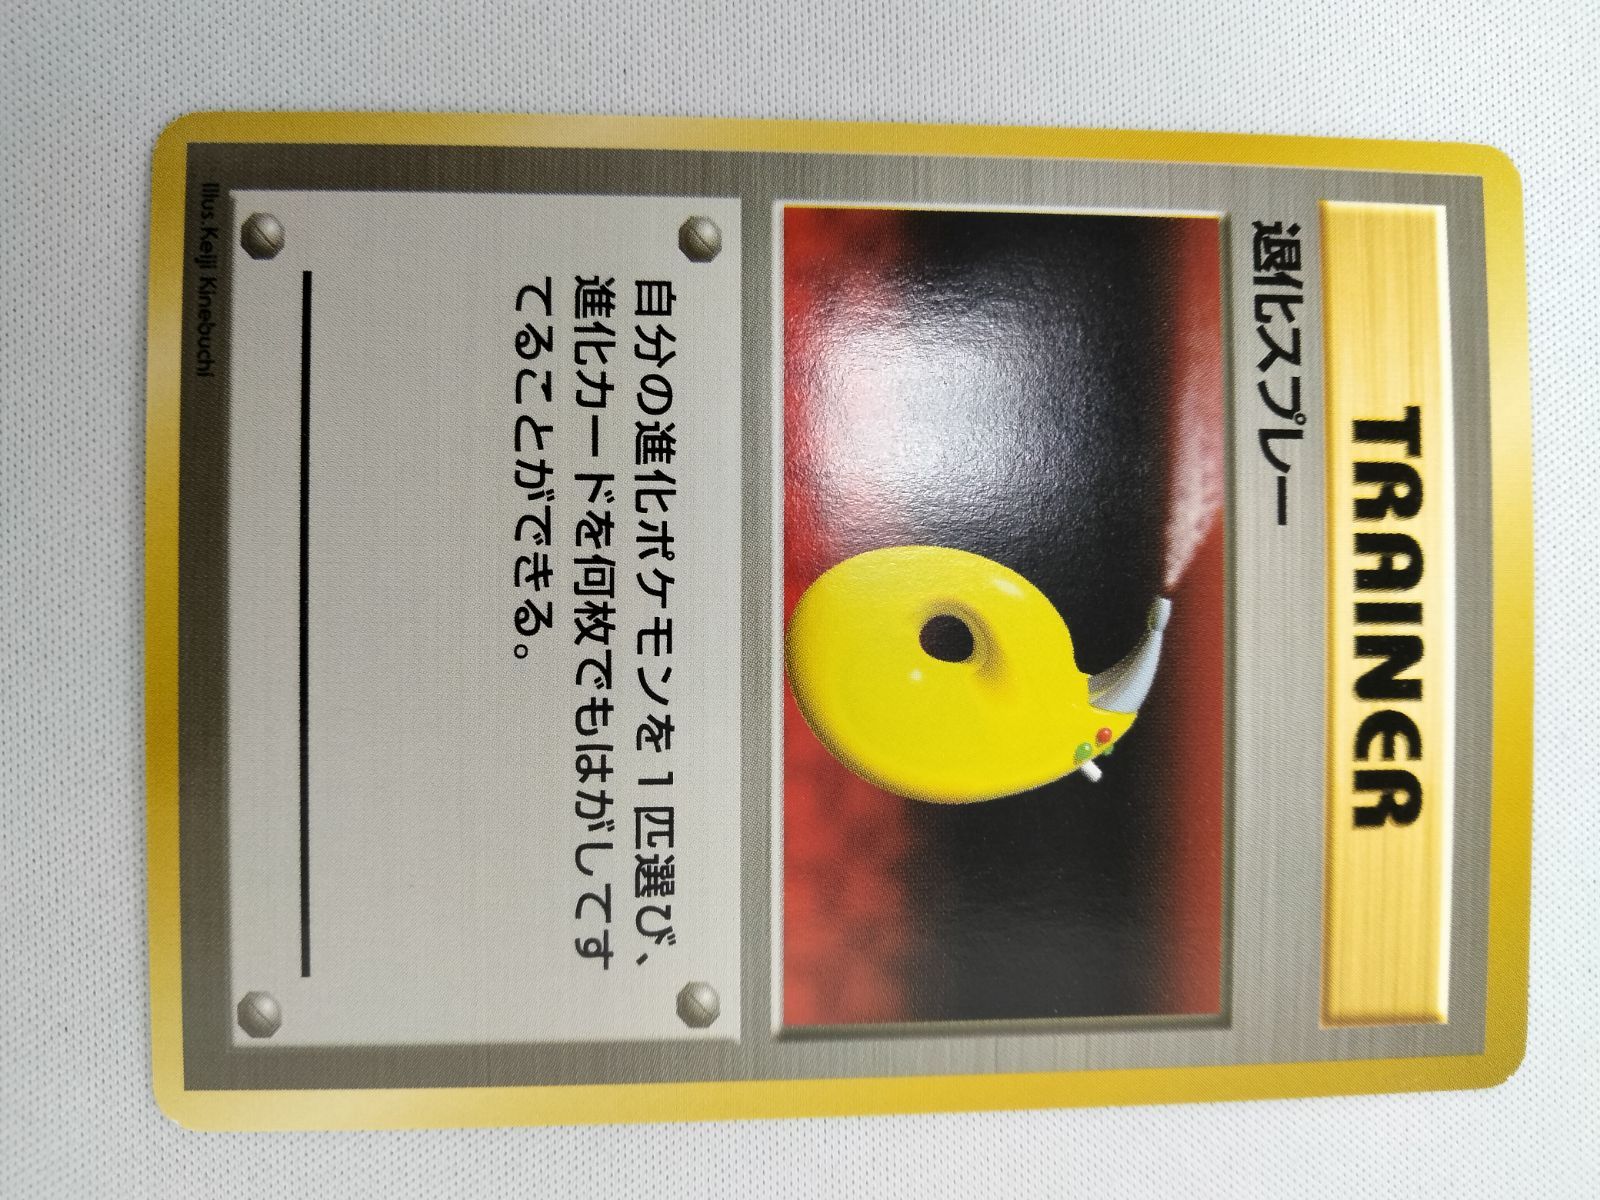 TRAINER
退化スプレー
自分の進化ポケモンを1匹選び、
進化カードを何枚でもはがしてす
てることができる。
Illus.Keiji Kinebuchi